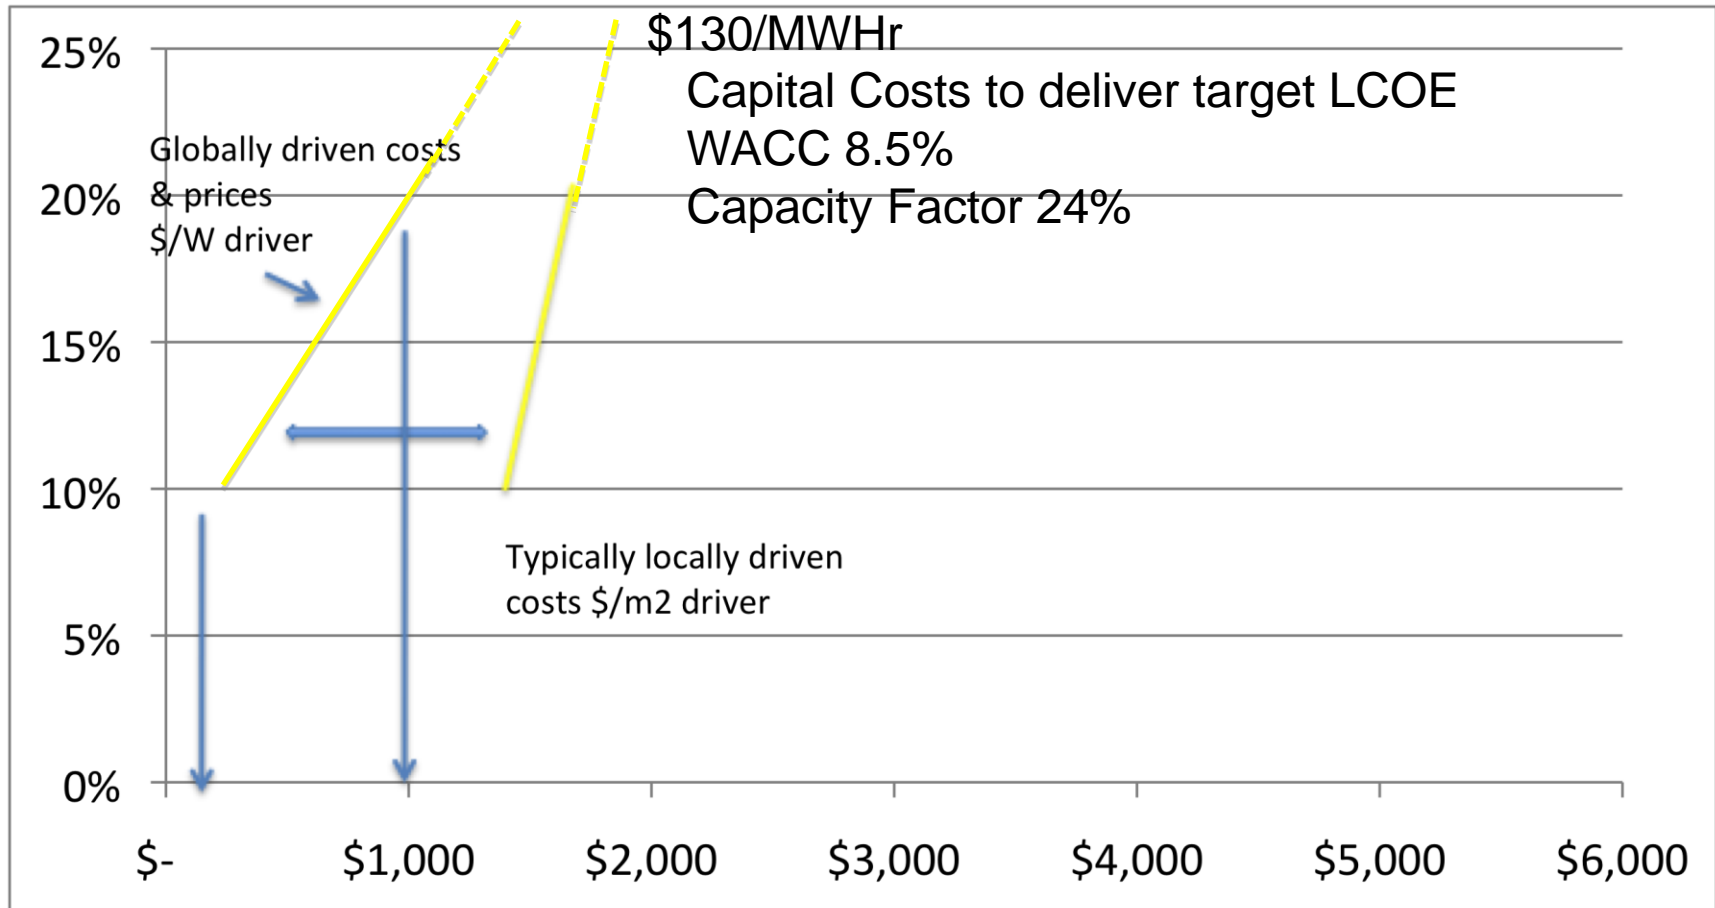 $130/MWHr
Capital Costs to deliver target LCOE
WACC 8.5%
Capacity Factor 24%
25%
Globally driven costs
& prices
$/W driver
20%
15%
10%
Typically locally driven
costs $/m2 driver
5%
0%
$- $1,000 $2,000 $3,000 $4,000 $5,000 $6,000